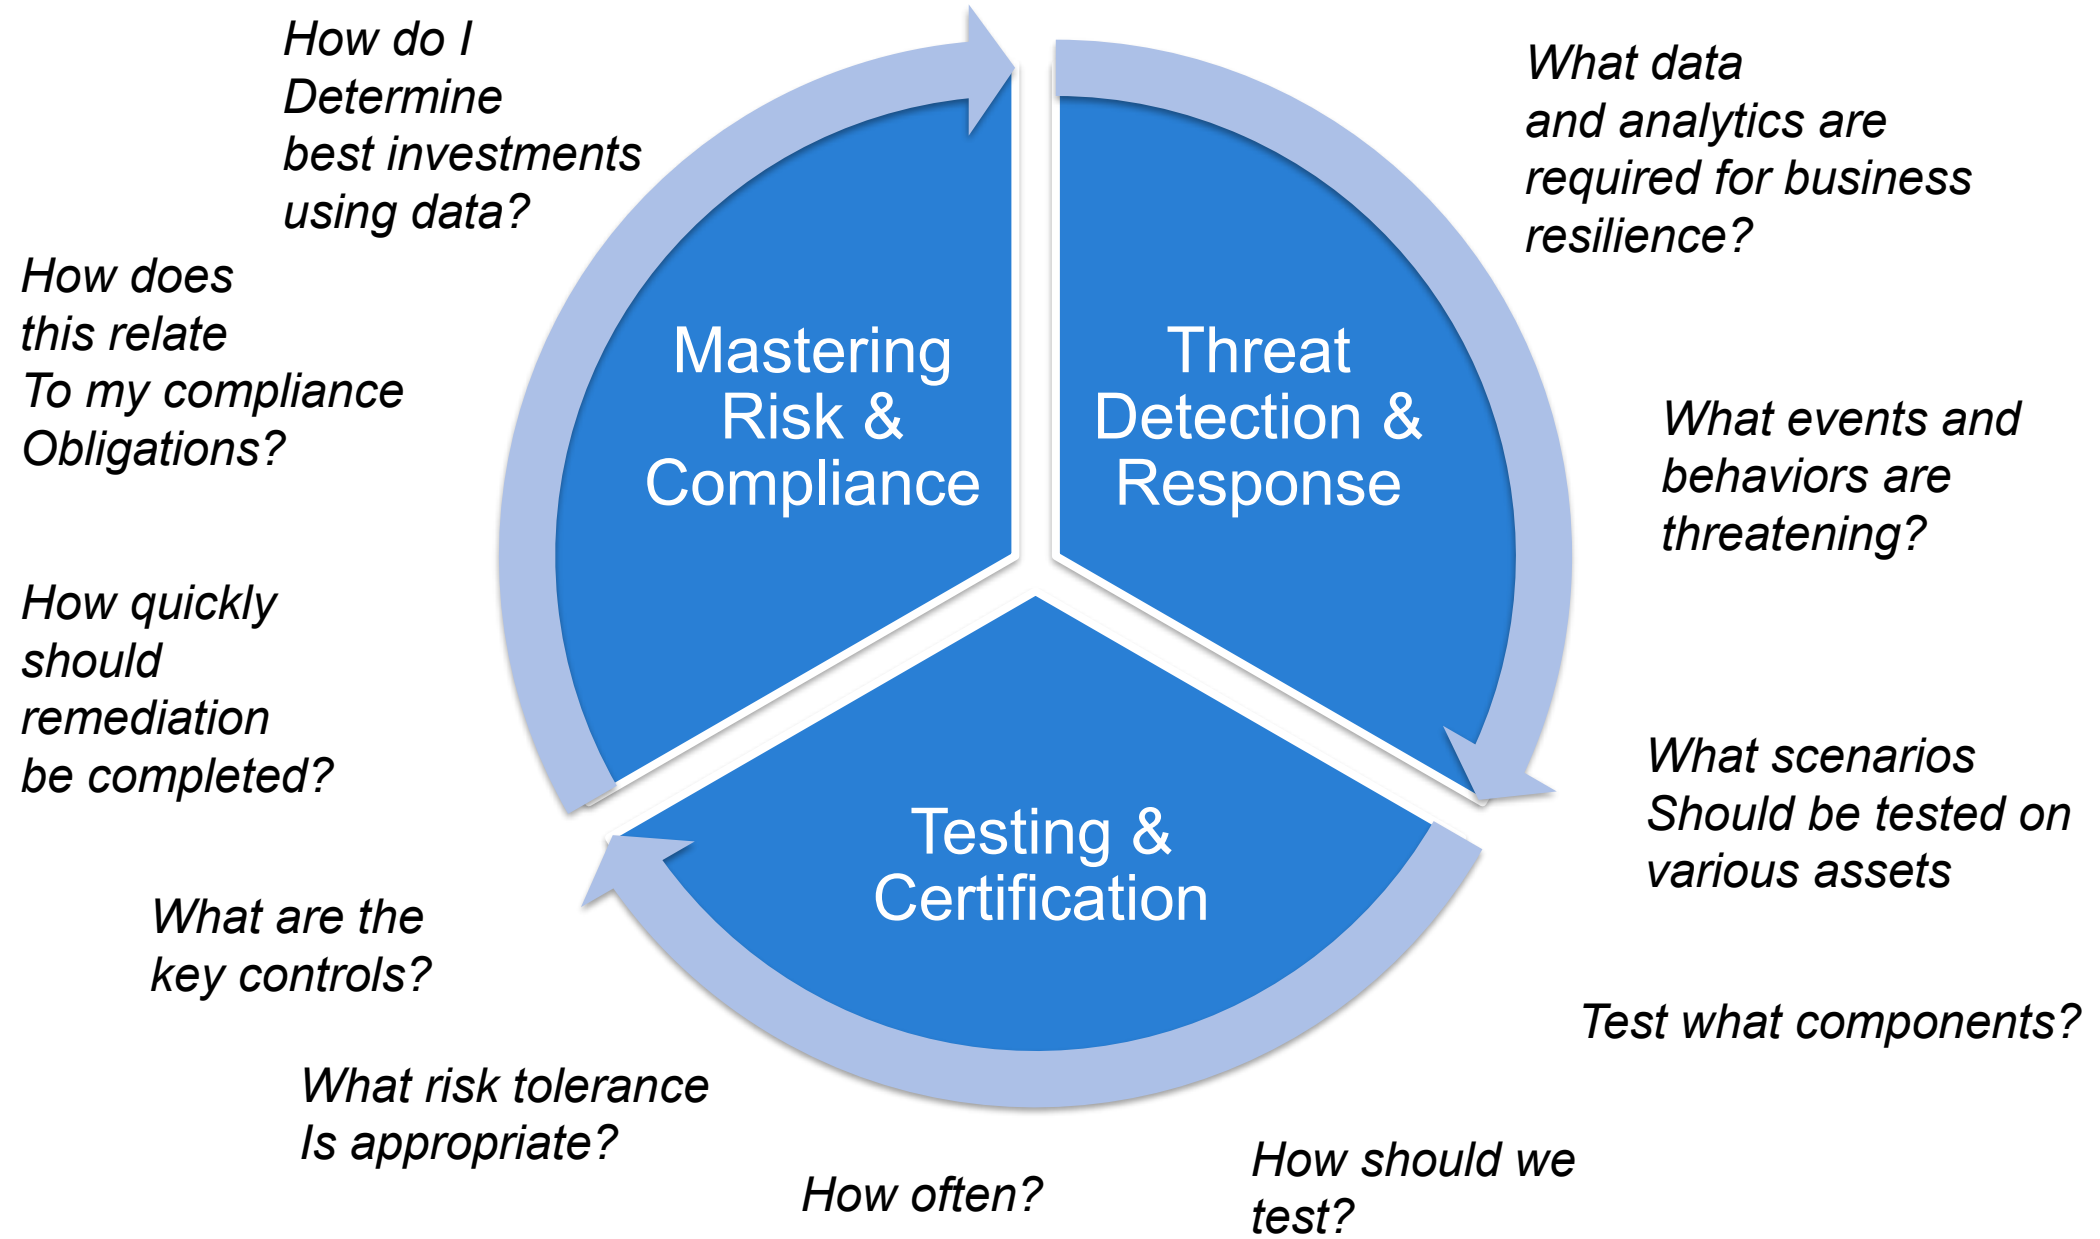 How do I
Determine
best investments
using data?
What data
and analytics are
required for business
resilience?
How does
this relate
To my compliance
Obligations?
Mastering
Risk &
Compliance
Threat
Detection &
Response
What events and
behaviors are
threatening?
How quickly
should
remediation
be completed?
What scenarios
Should be tested on
various assets
Testing &
Certification
What are the
key controls?
Test what components?
What risk tolerance
Is appropriate?
How often?
How should we
test?